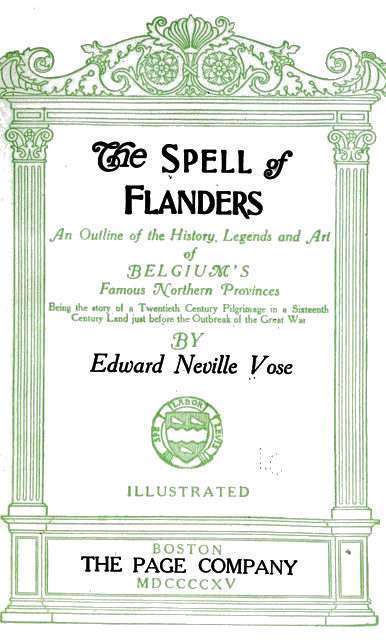 The SPELL of
FLANDERS
An Outline of the History, Legends and Art
of
BELGIUM'S
Famous Northern Provinces
Being the story of a Twentieth Century Pilgrimage in a Sixteenth
Century Land just before the Outbreak of the Great War
BY
Edward Neville Vose
LABOR
LEVIS
ILLUSTRATED
BOSTON
THE PAGE COMPANY
MDCCCCXV